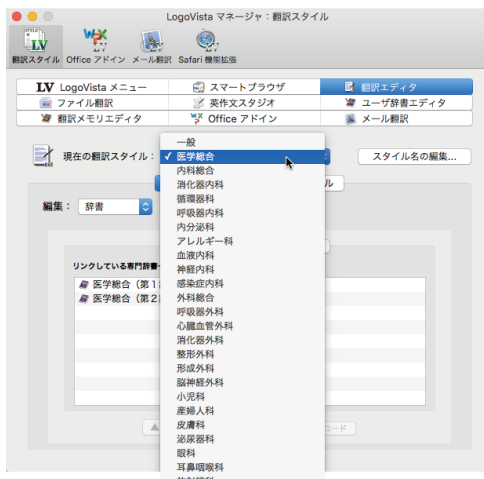 LogoVista マネージャ：翻訳スタイル
翻訳スタイル Office アドイン メール翻訳 Safari 機能拡張
LV LogoVista メニュー スマートブラウザ 翻訳エディタ
ファイル翻訳 英作文スタジオ ユーザ辞書エディタ
翻訳メモリエディタ Office アドイン メール翻訳
現在の翻訳スタイル： スタイル名の編集...
一般
✓ 医学総合
内科総合
消化器内科
循環器科
呼吸器内科
内分泌科
アレルギー科
血液内科
神経内科
感染症内科
外科総合
呼吸器外科
心臓血管外科
消化器外科
整形外科
形成外科
脳神経外科
小児科
産婦人科
皮膚科
泌尿器科
眼科
耳鼻咽喉科
ル
編集： 辞書
リンクしている専門辞書
医学総合（第1
医学総合（第2
コード